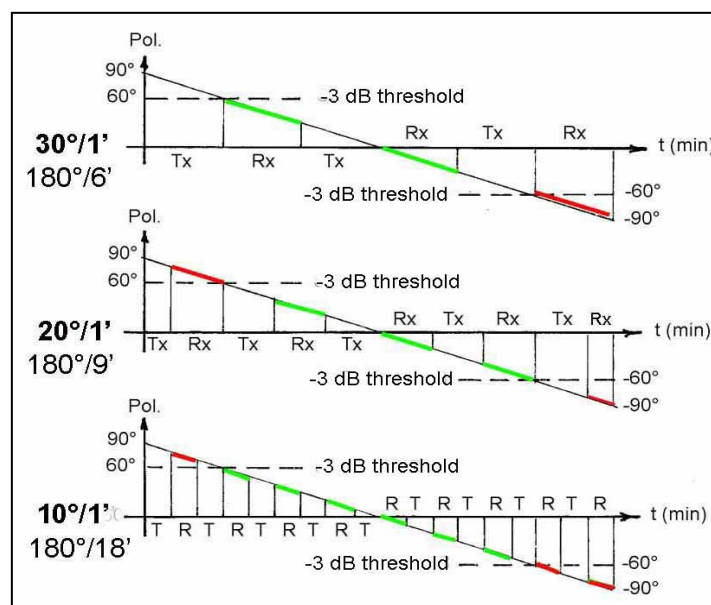 Pol.
90°
60°
-3 dB threshold
Rx Tx Rx
30°/1'
180°/6'
t (min)
Tx Rx Tx
-3 dB threshold
-60°
-90°
Pol.
90°
60°
-3 dB threshold
Rx Tx Rx Tx Rx
t (min)
20°/1'
180°/9'
Tx Rx Tx Rx Tx
-3 dB threshold
-60°
-90°
Pol.
90°
60°
-3 dB threshold
R T R T R T R T R
10°/1'
180°/18'
t (min)
T R T R T R T R T
-3 dB threshold
-60°
-90°